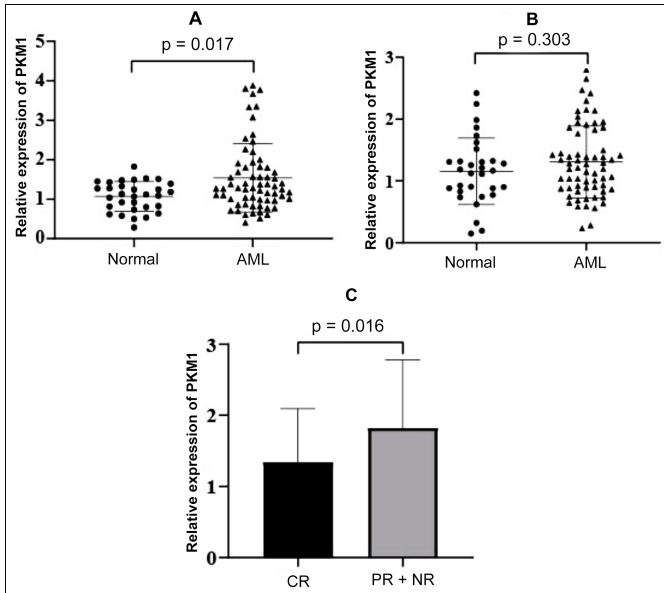 A
p = 0.017
Relative expression of PKM1
5
4
3
2
1
0
Normal
AML
B
p = 0.303
Relative expression of PKM1
3
2
1
0
Normal
AML
C
p = 0.016
Relative expression of PKM1
3
2
1
0
CR
PR + NR